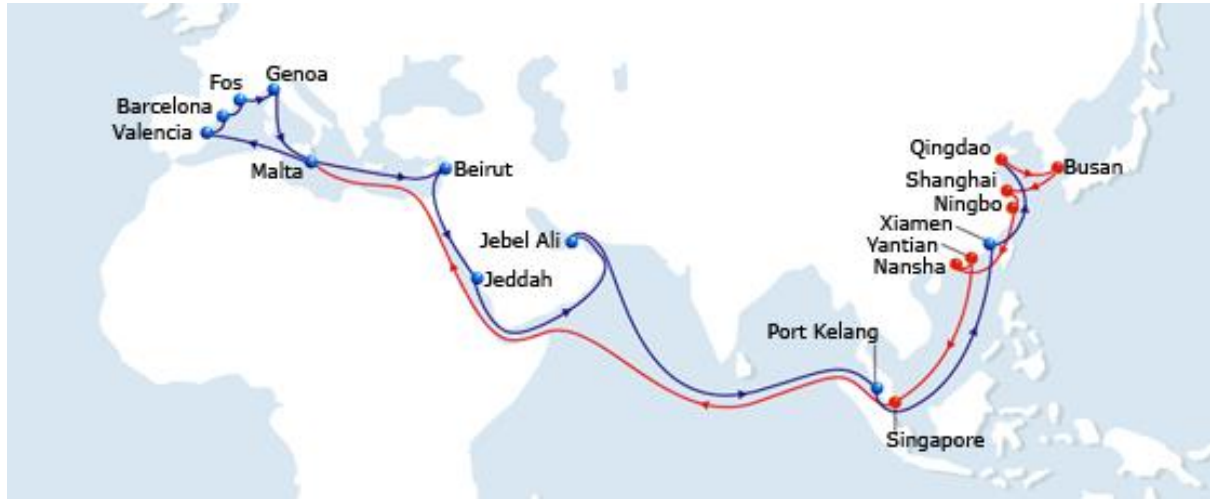 Genoa
Fos
Barcelona
Valencia
Malta
Beirut
Jebel Ali
Jeddah
Qingdao
Busan
Shanghai
Ningbo
Xiamen
Yantian
Nansha
Port Kelang
Singapore